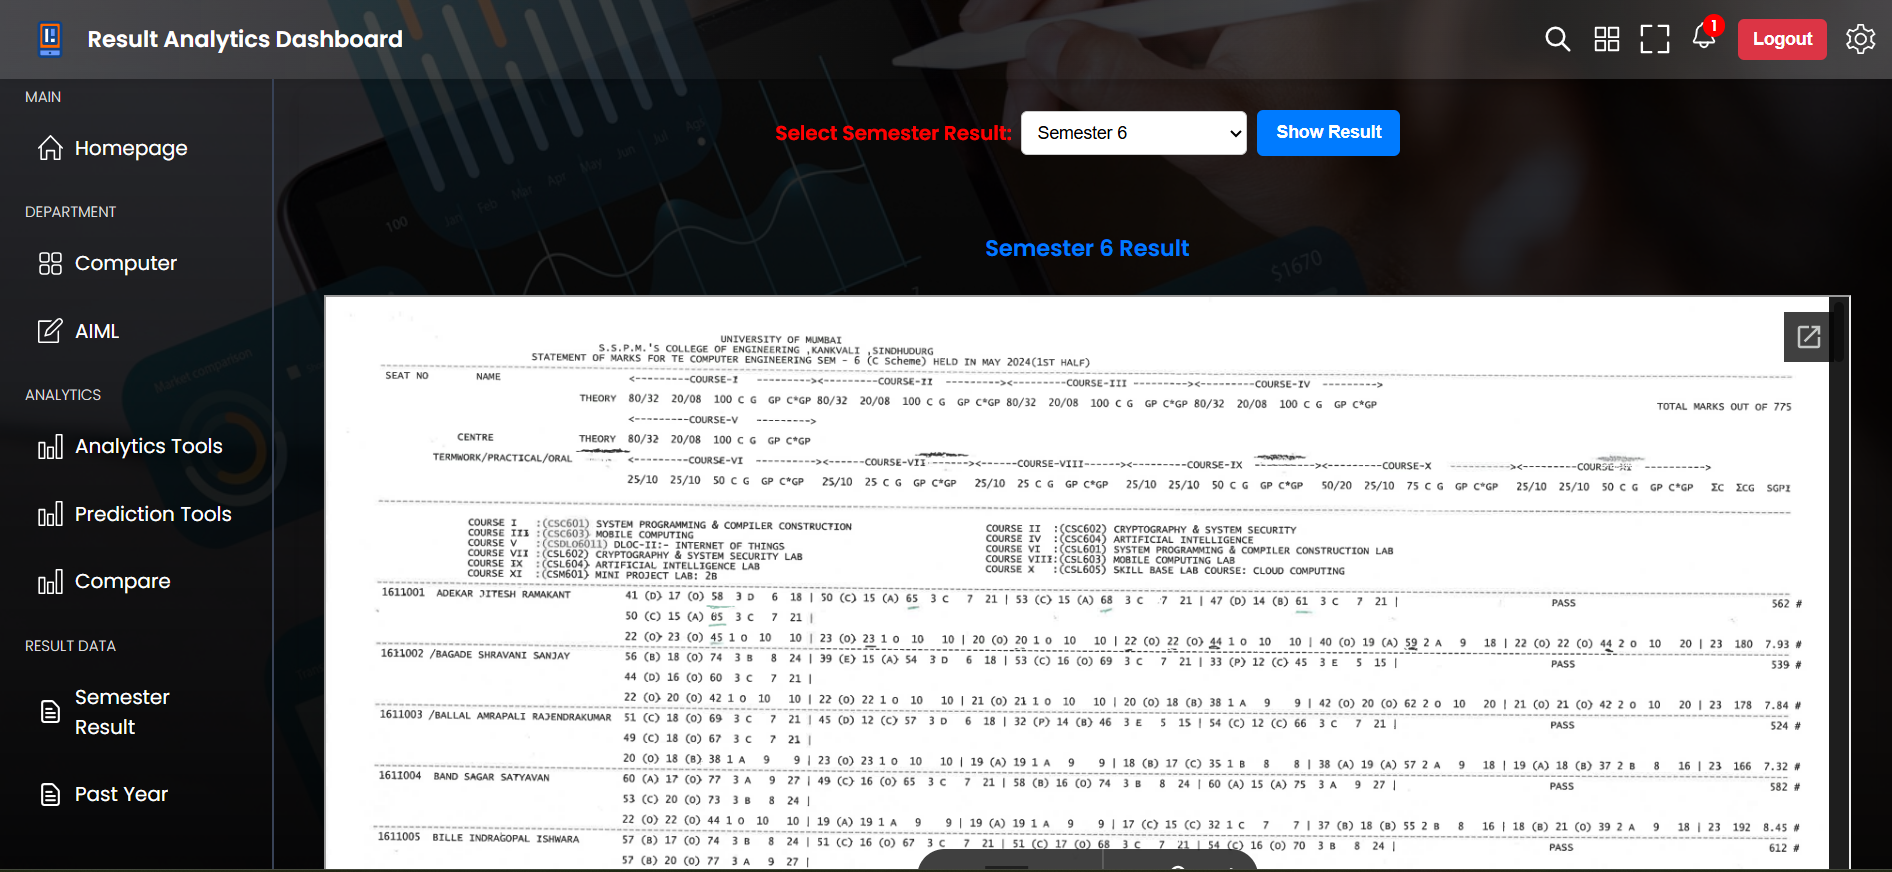 Result Analytics Dashboard
1
Logout
MAIN
Homepage
DEPARTMENT
Computer
AIML
ANALYTICS
Analytics Tools
Prediction Tools
Compare
RESULT DATA
Semester
Result
Past Year
Select Semester Result: Semester 6 Show Result
Semester 6 Result
100 Jan Feb Mar Apr May Jun Jul Ags
$1670
Market comparison
UNIVERSITY OF MUMBAI
S.S.P.M.'S COLLEGE OF ENGINEERING ,KANKVALI ,SINDHUDURG
STATEMENT OF MARKS FOR TE COMPUTER ENGINEERING SEM - 6 (C Scheme) HELD IN MAY 2024(1ST HALF)
SEAT NO NAME <---------COURSE-I ----------><---------COURSE-II ----------><---------COURSE-III ----------><---------COURSE-IV ---------->
THEORY 80/32 20/08 100 C G GP C*GP 80/32 20/08 100 C G GP C*GP 80/32 20/08 100 C G GP C*GP 80/32 20/08 100 C G GP C*GP TOTAL MARKS OUT OF 775
<---------COURSE-V ---------->
CENTRE THEORY 80/32 20/08 100 C G GP C*GP
TERMWORK/PRACTICAL/ORAL <---------COURSE-VI ----------><------COURSE-VII-------><------COURSE-VIII------><---------COURSE-IX ----------><---------COURSE-X ----------><---------COURSE-XI ---------->
25/10 25/10 50 C G GP C*GP 25/10 25 C G GP C*GP 25/10 25 C G GP C*GP 25/10 25/10 50 C G GP C*GP 50/20 25/10 75 C G GP C*GP 25/10 25/10 50 C G GP C*GP ΣC ΣCG SGPI
COURSE I :(CSC601) SYSTEM PROGRAMMING & COMPILER CONSTRUCTION COURSE II :(CSC602) CRYPTOGRAPHY & SYSTEM SECURITY
COURSE III :(CSC603) MOBILE COMPUTING COURSE IV :(CSC604) ARTIFICIAL INTELLIGENCE
COURSE V :(CSDLO6011) DLOC-II:- INTERNET OF THINGS COURSE VI :(CSL601) SYSTEM PROGRAMMING & COMPILER CONSTRUCTION LAB
COURSE VII :(CSL602) CRYPTOGRAPHY & SYSTEM SECURITY LAB COURSE VIII:(CSL603) MOBILE COMPUTING LAB
COURSE IX :(CSL604) ARTIFICIAL INTELLIGENCE LAB COURSE X :(CSL605) SKILL BASE LAB COURSE: CLOUD COMPUTING
COURSE XI :(CSM601) MINI PROJECT LAB: 2B
1611001 ADEKAR JITESH RAMAKANT 41 (D) 17 (O) 58 3 D 6 18 | 50 (C) 15 (A) 65 3 C 7 21 | 53 (C) 15 (A) 68 3 C 7 21 | 47 (D) 14 (B) 61 3 C 7 21 | PASS 562 #
50 (C) 15 (A) 65 3 C 7 21 |
22 (O) 23 (O) 45 1 O 10 10 | 23 (O) 23 1 O 10 10 | 20 (O) 20 1 O 10 10 | 22 (O) 22 (O) 44 1 O 10 10 | 40 (O) 19 (A) 59 2 A 9 18 | 22 (O) 22 (O) 44 2 O 10 20 | 23 180 7.93 #
1611002 /BAGADE SHRAVANI SANJAY 56 (B) 18 (O) 74 3 B 8 24 | 39 (E) 15 (A) 54 3 D 6 18 | 53 (C) 16 (O) 69 3 C 7 21 | 33 (P) 12 (C) 45 3 E 5 15 | PASS 539 #
44 (D) 16 (O) 60 3 C 7 21 |
22 (O) 20 (O) 42 1 O 10 10 | 22 (O) 22 1 O 10 10 | 21 (O) 21 1 O 10 10 | 20 (O) 18 (B) 38 1 A 9 9 | 42 (O) 20 (O) 62 2 O 10 20 | 21 (O) 21 (O) 42 2 O 10 20 | 23 178 7.84 #
1611003 /BALLAL AMRAPALI RAJENDRAKUMAR 51 (C) 18 (O) 69 3 C 7 21 | 45 (D) 12 (C) 57 3 D 6 18 | 32 (P) 14 (B) 46 3 E 5 15 | 54 (C) 12 (C) 66 3 C 7 21 | PASS 524 #
49 (C) 18 (O) 67 3 C 7 21 |
20 (O) 18 (B) 38 1 A 9 9 | 23 (O) 23 1 O 10 10 | 19 (A) 19 1 A 9 9 | 18 (B) 17 (C) 35 1 B 8 8 | 38 (A) 19 (A) 57 2 A 9 18 | 19 (A) 18 (B) 37 2 B 8 16 | 23 166 7.32 #
1611004 BAND SAGAR SATYAVAN 60 (A) 17 (O) 77 3 A 9 27 | 49 (C) 16 (O) 65 3 C 7 21 | 58 (B) 16 (O) 74 3 B 8 24 | 60 (A) 15 (A) 75 3 A 9 27 | PASS 582 #
53 (C) 20 (O) 73 3 B 8 24 |
22 (O) 22 (O) 44 1 O 10 10 | 19 (A) 19 1 A 9 9 | 19 (A) 19 1 A 9 9 | 17 (C) 15 (C) 32 1 C 7 7 | 37 (B) 18 (B) 55 2 B 8 16 | 18 (B) 21 (O) 39 2 A 9 18 | 23 192 8.45 #
1611005 BILLE INDRAGOPAL ISHWARA 57 (B) 17 (O) 74 3 B 8 24 | 51 (C) 16 (O) 67 3 C 7 21 | 51 (C) 17 (O) 68 3 C 7 21 | 54 (C) 16 (O) 70 3 B 8 24 | PASS 612 #
57 (B) 20 (O) 77 3 A 9 27 |